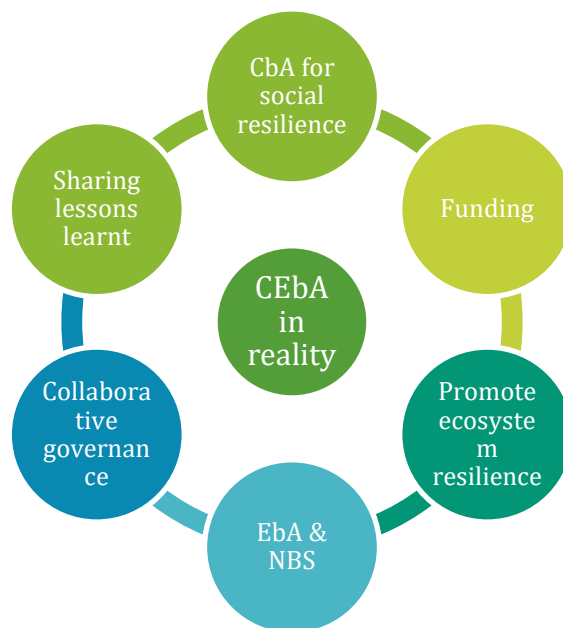 CbA for
social
resilience
Sharing
lessons
learnt
Funding
CEbA
in
reality
Collabora
tive
governan
ce
Promote
ecosyste
m
resilience
EbA &
NBS